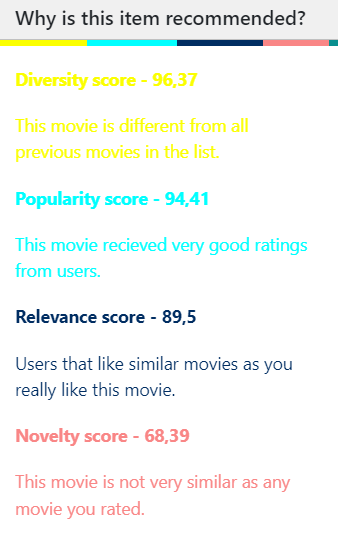 Why is this item recommended?
Diversity score - 96,37
This movie is different from all
previous movies in the list.
Popularity score - 94,41
This movie recieved very good ratings
from users.
Relevance score - 89,5
Users that like similar movies as you
really like this movie.
Novelty score - 68,39
This movie is not very similar as any
movie you rated.